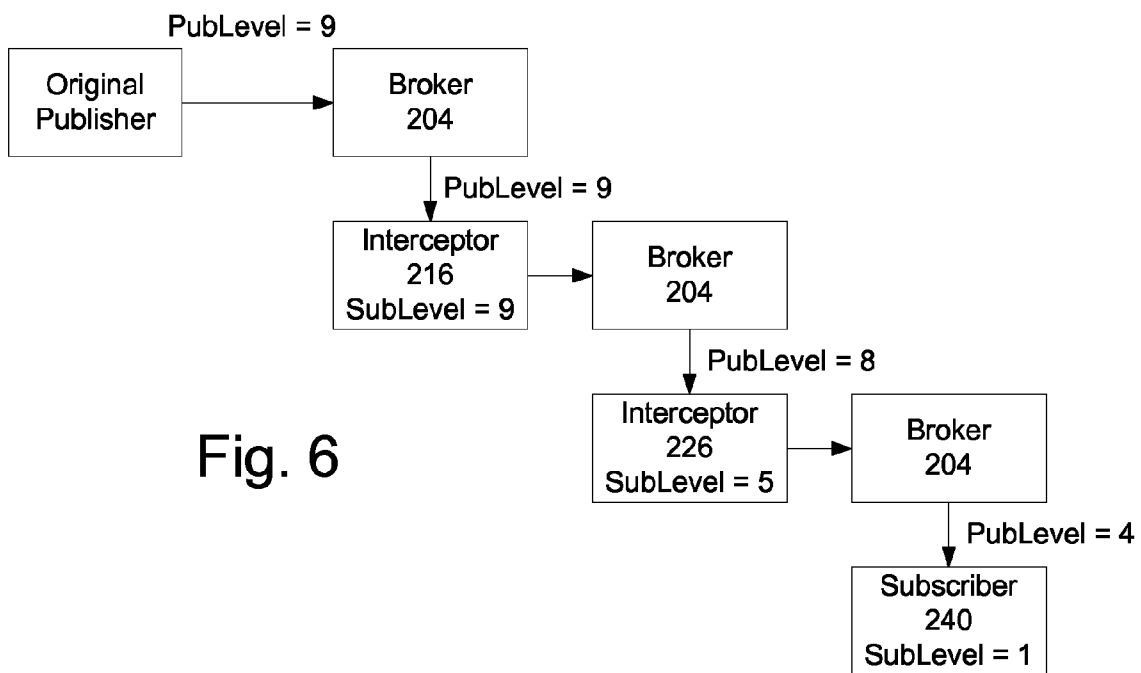 PubLevel = 9
Original
Publisher
Broker
204
PubLevel = 9
Interceptor
216
SubLevel = 9
Broker
204
PubLevel = 8
Interceptor
226
SubLevel = 5
Broker
204
Fig. 6
PubLevel = 4
Subscriber
240
SubLevel = 1